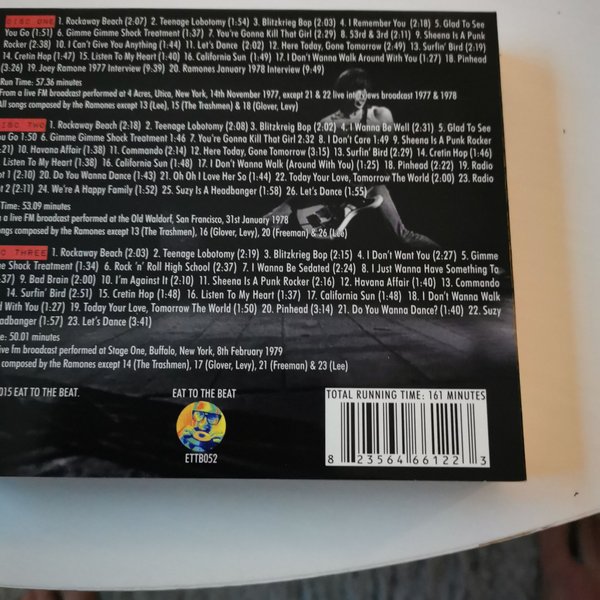 DISC ONE 1. Rockaway Beach (2:07) 2. Teenage Lobotomy (1:54) 3. Blitzkrieg Bop (2:03) 4. I Remember You (2:18) 5. Glad To See
You Go (1:51) 6. Gimme Gimme Shock Treatment (1:37) 7. You're Gonna Kill That Girl (2:29) 8. 53rd & 3rd (2:11) 9. Sheena Is A Punk
Rocker (2:38) 10. I Can't Give You Anything (1:44) 11. Let's Dance (2:02) 12. Here Today, Gone Tomorrow (2:49) 13. Surfin' Bird (2:19)
14. Cretin Hop (1:47) 15. Listen To My Heart (1:40) 16. California Sun (1:49) 17. I Don't Wanna Walk Around With You (1:27) 18. Pinhead
(3:26) 19. Joey Ramone 1977 Interview (9:39) 20. Ramones January 1978 Interview (9:49)
Run Time: 57.36 minutes
From a live FM broadcast performed at 4 Acres, Utica, New York, 14th November 1977, except 21 & 22 live interviews broadcast 1977 & 1978
All songs composed by the Ramones except 13 (Lee), 15 (The Trashmen) & 18 (Glover, Levy)
DISC TWO 1. Rockaway Beach (2:18) 2. Teenage Lobotomy (2:08) 3. Blitzkrieg Bop (2:02) 4. I Wanna Be Well (2:31) 5. Glad To See
You Go 1:50 6. Gimme Gimme Shock Treatment 1:46 7. You're Gonna Kill That Girl 2:32 8. I Don't Care 1:49 9. Sheena Is A Punk Rocker
:21) 10. Havana Affair (1:38) 11. Commando (2:14) 12. Here Today, Gone Tomorrow (3:15) 13. Surfin' Bird (2:29) 14. Cretin Hop (1:46)
Listen To My Heart (1:38) 16. California Sun (1:48) 17. I Don't Wanna Walk (Around With You) (1:25) 18. Pinhead (2:22) 19. Radio
t 1 (2:10) 20. Do You Wanna Dance (1:43) 21. Oh Oh I Love Her So (1:44) 22. Today Your Love, Tomorrow The World (2:00) 23. Radio
t 2 (2:11) 24. We're A Happy Family (1:52) 25. Suzy Is A Headbanger (1:58) 26. Let's Dance (1:55)
Time: 53.09 minutes
a live FM broadcast performed at the Old Waldorf, San Francisco, 31st January 1978
ongs composed by the Ramones except 13 (The Trashmen), 16 (Glover, Levy), 20 (Freeman) & 26 (Lee)
THREE 1. Rockaway Beach (2:03) 2. Teenage Lobotomy (2:19) 3. Blitzkrieg Bop (2:15) 4. I Don't Want You (2:27) 5. Gimme
e Shock Treatment (1:34) 6. Rock 'n' Roll High School (2:37) 7. I Wanna Be Sedated (2:24) 8. I Just Wanna Have Something To
(2:37) 9. Bad Brain (2:00) 10. I'm Against It (2:10) 11. Sheena Is A Punk Rocker (2:16) 12. Havana Affair (1:40) 13. Commando
14. Surfin' Bird (2:51) 15. Cretin Hop (1:48) 16. Listen To My Heart (1:37) 17. California Sun (1:48) 18. I Don't Wanna Walk
d With You (1:27) 19. Today Your Love, Tomorrow The World (1:50) 20. Pinhead (3:14) 21. Do You Wanna Dance? (1:40) 22. Suzy
eadbanger (1:57) 23. Let's Dance (3:41)
e: 50.01 minutes
ive fm broadcast performed at Stage One, Buffalo, New York, 8th February 1979
composed by the Ramones except 14 (The Trashmen), 17 (Glover, Levy), 21 (Freeman) & 23 (Lee)
015 EAT TO THE BEAT.
EAT TO THE BEAT
ETTB052
TOTAL RUNNING TIME: 161 MINUTES
8 23564 66122 3